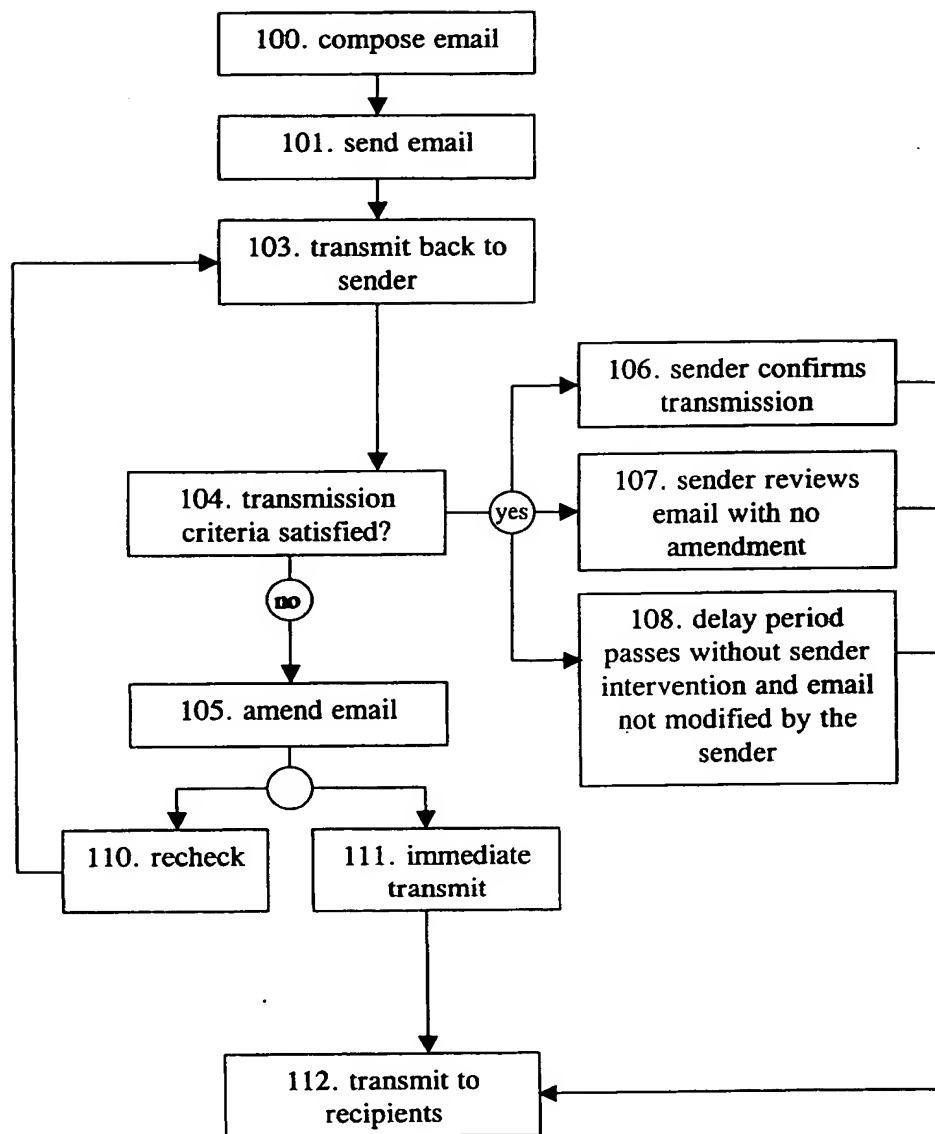 100. compose email
101. send email
103. transmit back to
sender
104. transmission
criteria satisfied?
yes
106. sender confirms
transmission
107. sender reviews
email with no
amendment
108. delay period
passes without sender
intervention and email
not modified by the
sender
no
105. amend email
110. recheck
111. immediate
transmit
112. transmit to
recipients